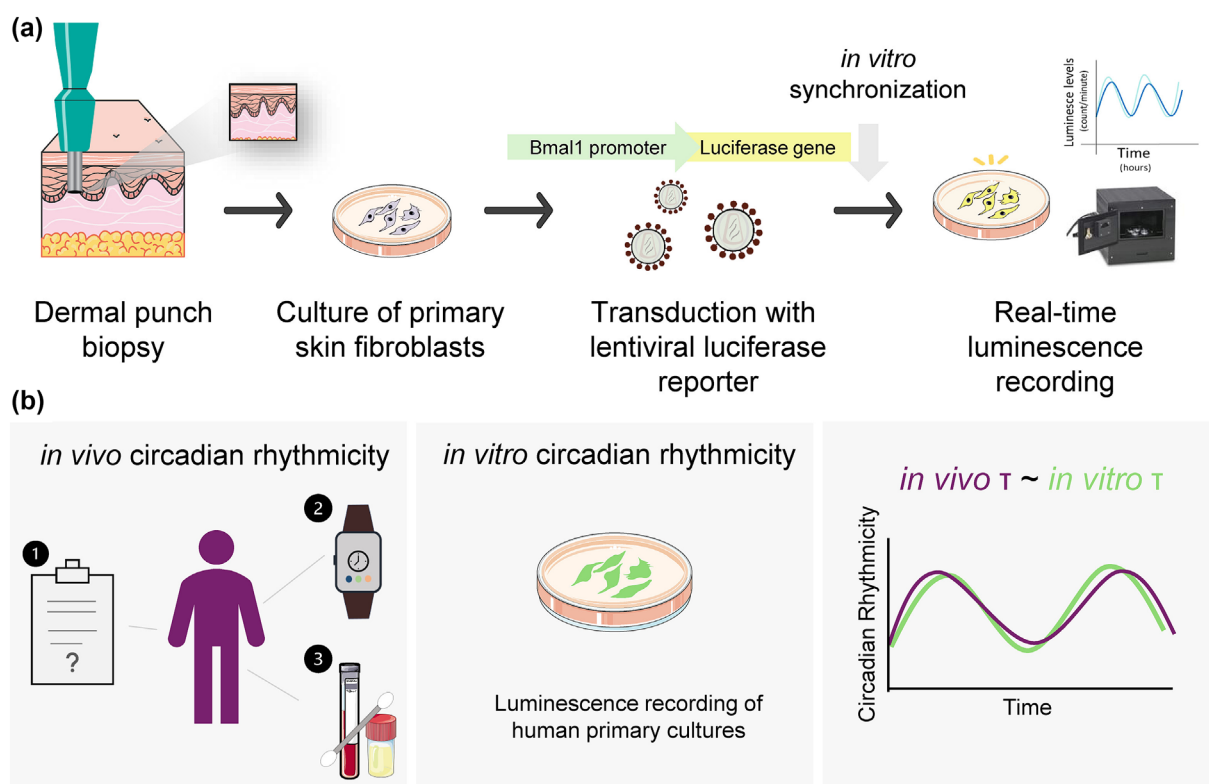 (a)
in vitro
synchronization
Bmal1 promoter
Luciferase gene
Luminesce levels
(count/minute)
Time
(hours)
Dermal punch
biopsy
Culture of primary
skin fibroblasts
Transduction with
lentiviral luciferase
reporter
Real-time
luminescence
recording
(b)
in vivo circadian rhythmicity
1
?
2
3
in vitro circadian rhythmicity
Luminescence recording of
human primary cultures
in vivo τ ~ in vitro τ
Circadian Rhythmicity
Time